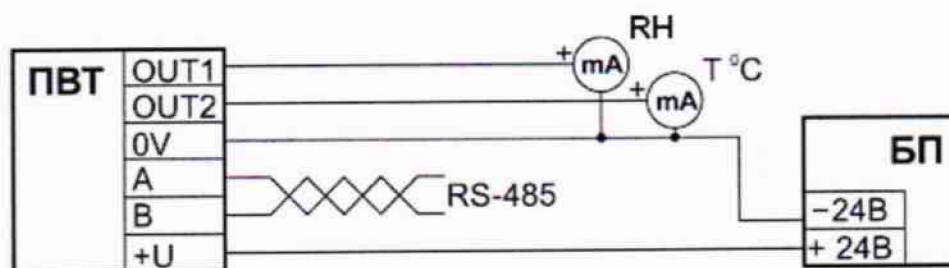 RH
ПВТ
OUT1
+
mA
T °C
OUT2
+
mA
0V
БП
A
RS-485
B
−24В
+U
+ 24В